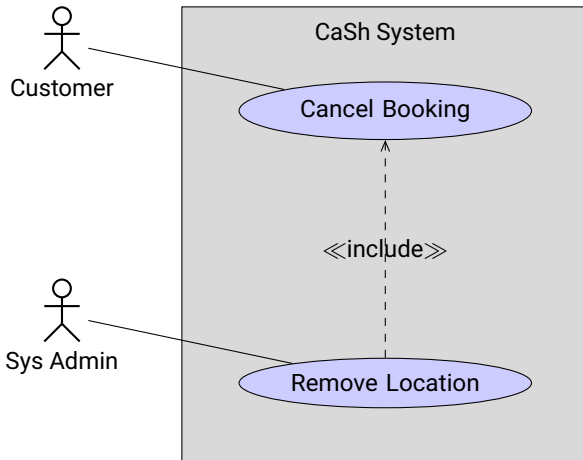 CaSh System
Customer
Cancel Booking
≪include≫
Sys Admin
Remove Location